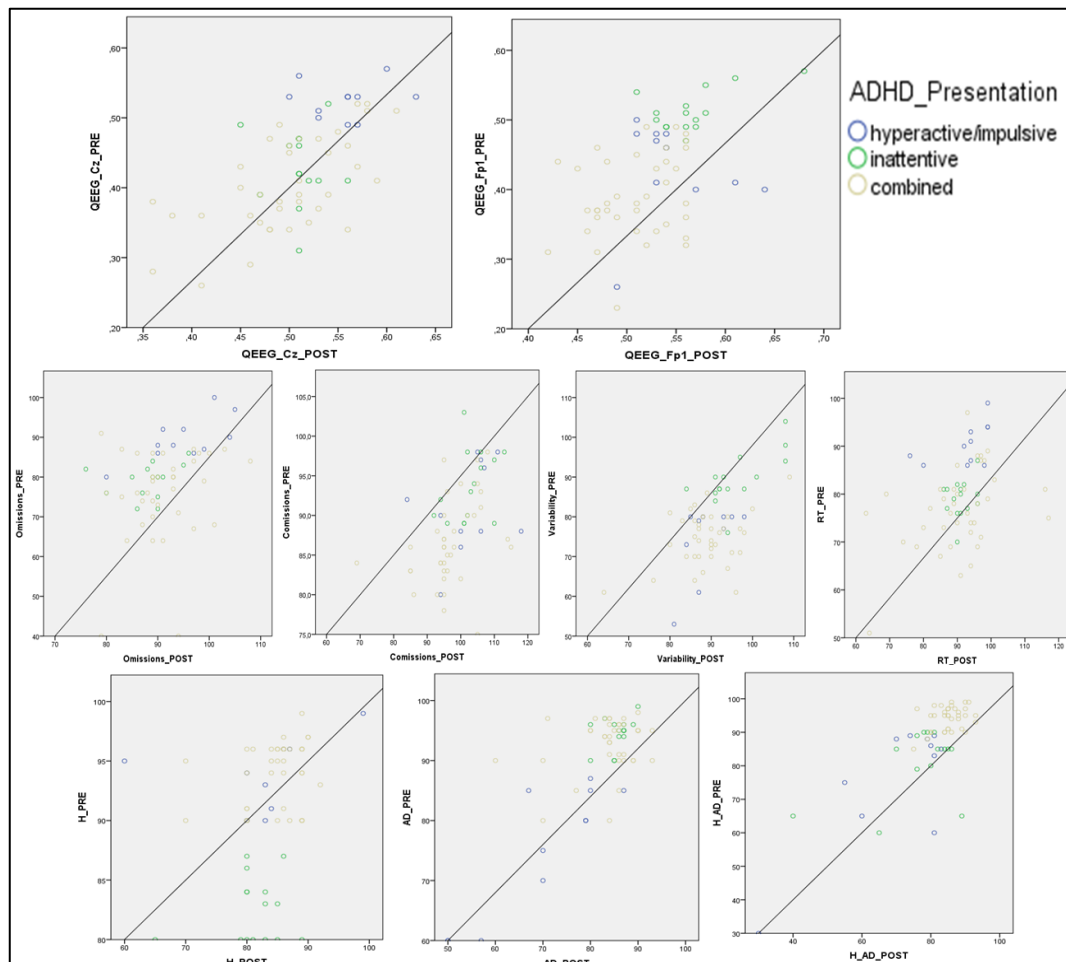 ,60
,50
,40
,30
,20
QEEG_Cz_PRE
,35 ,40 ,45 ,50 ,55 ,60 ,65
QEEG_Cz_POST
,60
,50
,40
,30
,20
QEEG_Fp1_PRE
,40 ,50 ,60 ,70
QEEG_Fp1_POST
ADHD_Presentation
hyperactive/impulsive
inattentive
combined
100
90
80
70
60
50
40
Omissions_PRE
70 80 90 100 110
Omissions_POST
105,0
100,0
95,0
90,0
85,0
80,0
75,0
Comissions_PRE
60 70 80 90 100 110 120
Comissions_POST
110
100
90
80
70
60
50
Variability_PRE
60 70 80 90 100 110
Variability_POST
100
90
80
70
60
50
RT_PRE
60 70 80 90 100 110 120
RT_POST
100
95
90
85
80
H_PRE
60 70 80 90 100
H_POST
100
90
80
70
60
AD_PRE
50 60 70 80 90 100
AD_POST
100
90
80
70
60
50
40
30
H_AD_PRE
40 60 80 100
H_AD_POST